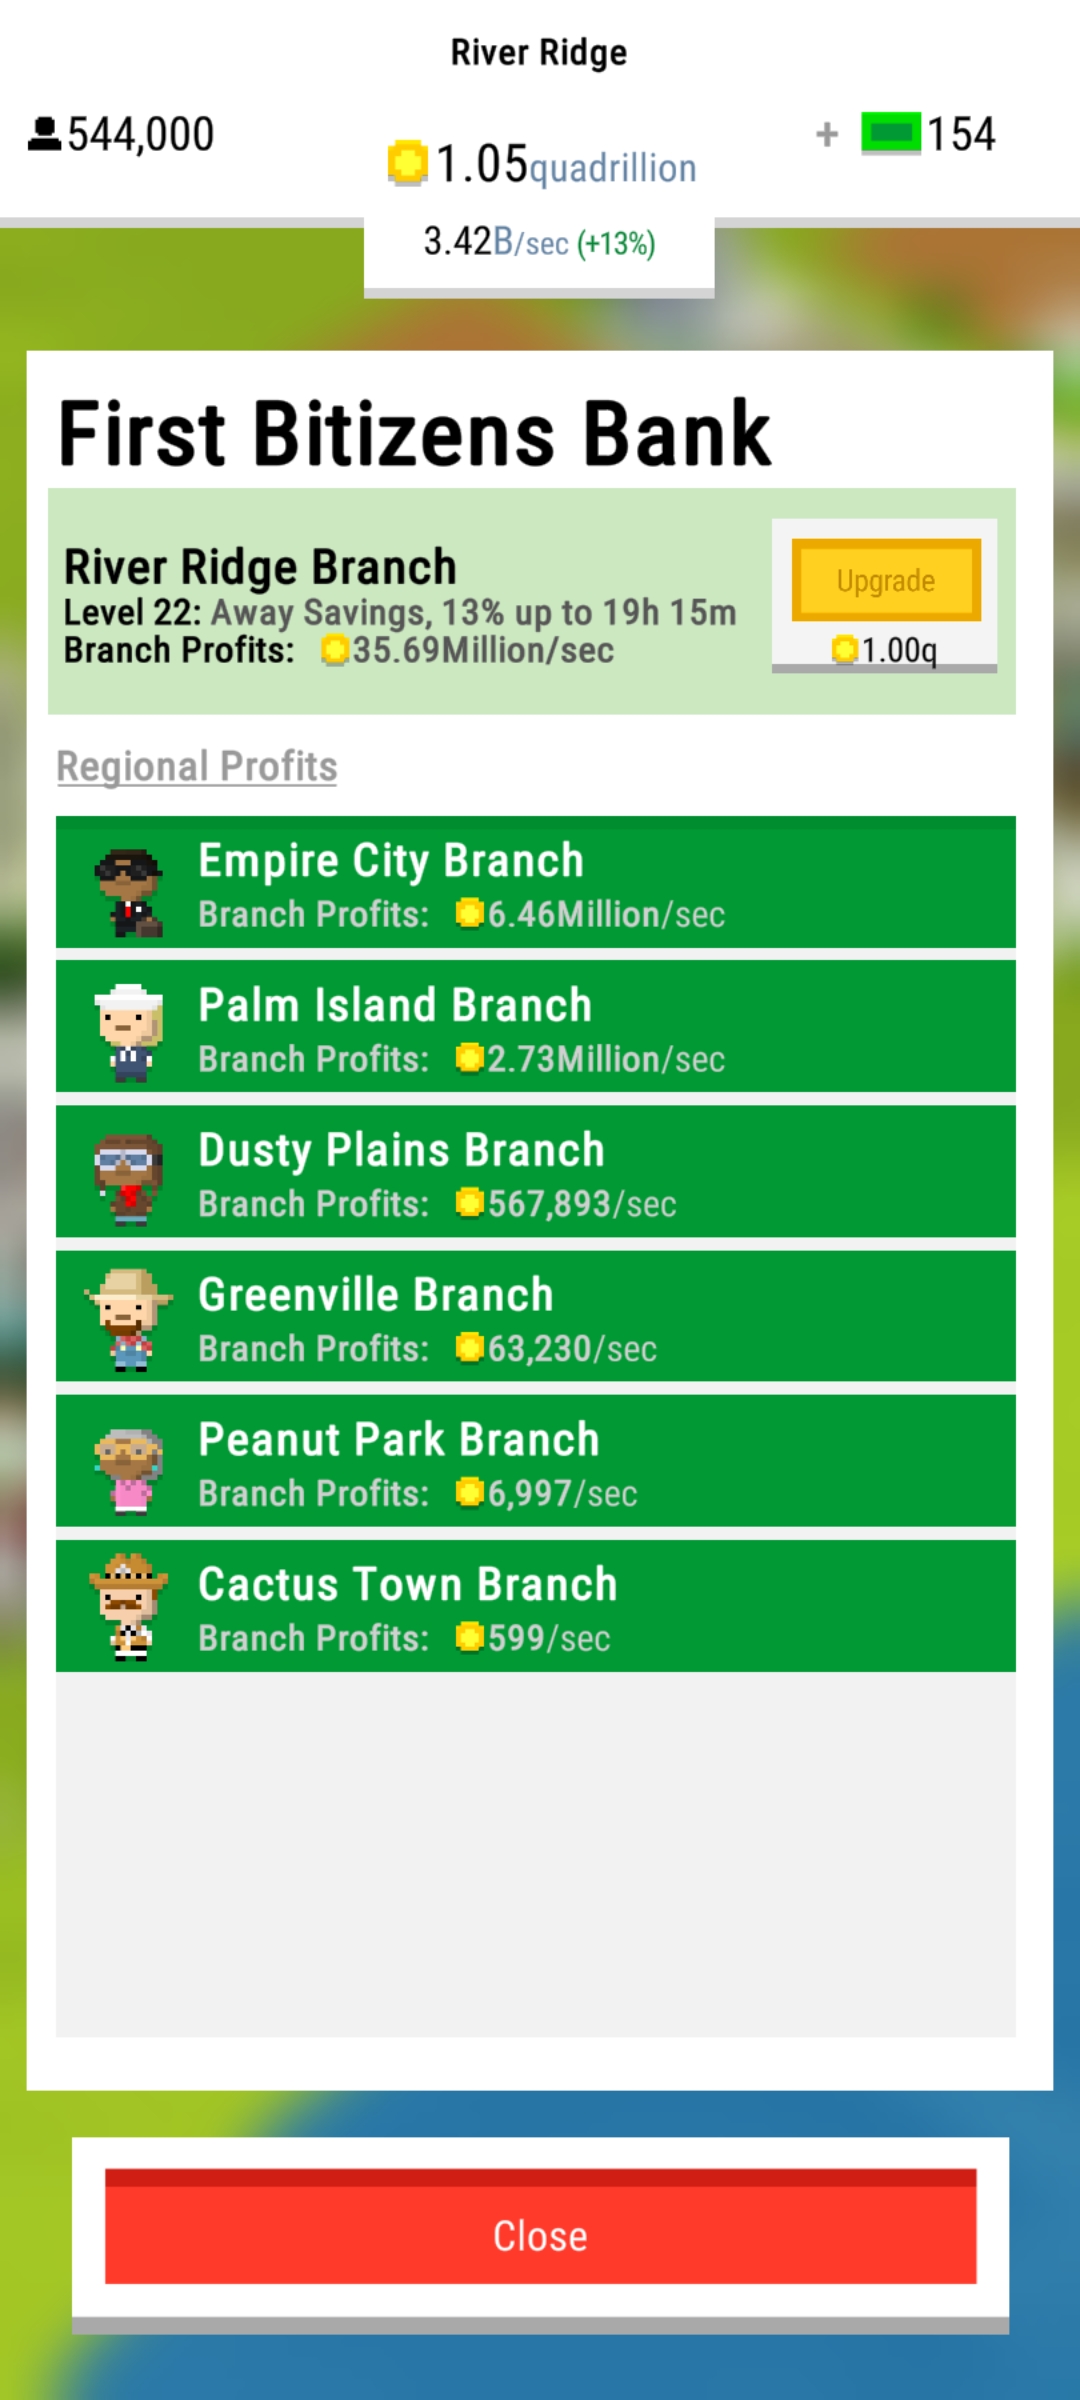 River Ridge
544,000
1.05quadrillion
+ 154
3.42B/sec (+13%)
First Bitizens Bank
River Ridge Branch
Level 22: Away Savings, 13% up to 19h 15m
Branch Profits: 35.69Million/sec
Upgrade
1.00q
Regional Profits
Empire City Branch
Branch Profits: 6.46Million/sec
Palm Island Branch
Branch Profits: 2.73Million/sec
Dusty Plains Branch
Branch Profits: 567,893/sec
Greenville Branch
Branch Profits: 63,230/sec
Peanut Park Branch
Branch Profits: 6,997/sec
Cactus Town Branch
Branch Profits: 599/sec
Close